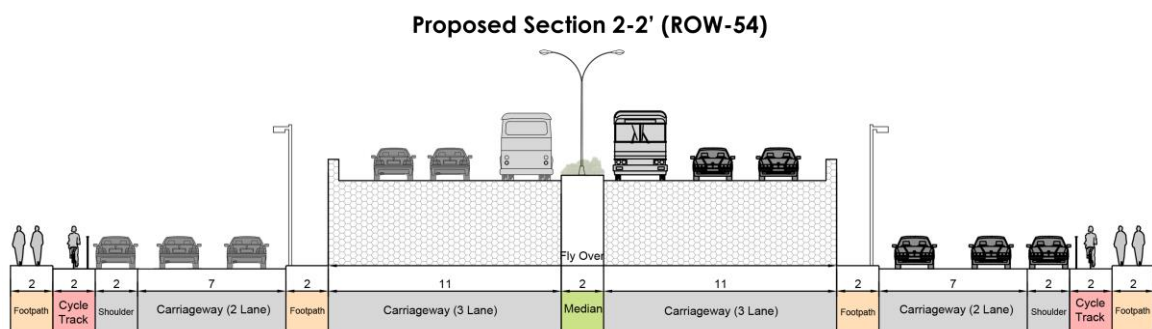 Proposed Section 2-2’ (ROW-54)
Fly Over
2 2 2 7 2 11 2 11 2 7 2 2 2
Footpath Cycle Track Shoulder Carriageway (2 Lane) Footpath Carriageway (3 Lane) Median Carriageway (3 Lane) Footpath Carriageway (2 Lane) Shoulder Cycle Track Footpath